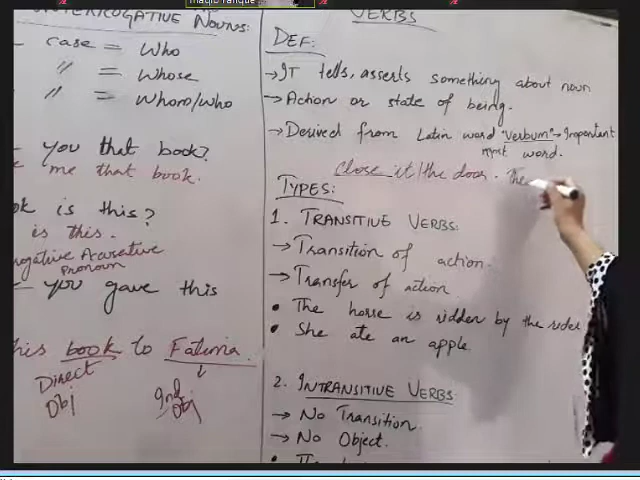 INTERROGATIVE NOUNS:
case = Who
" = Whose
" = Whom/who
you that book?
me that book.
ok is this?
is this.
ogative Accusative
pronoun
you gave this
his book to Fatima
Direct
Obj
Ind
Obj
VERBS
DEF:
→ IT tells, asserts something about noun
→ Action or state of being.
→ Derived from Latin word "Verbum" → Important
most word.
Close it/the door. The
TYPES:
1. TRANSITIVE VERBS:
→ Transition of action.
→ Transfer of action
• The horse is ridden by the rider
• She ate an apple.
2. INTRANSITIVE VERBS
→ No Transition.
→ No Object.